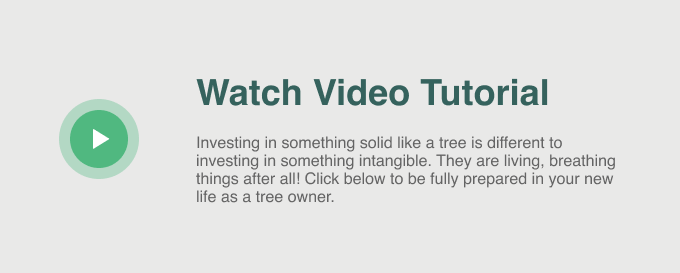 Watch Video Tutorial
Investing in something solid like a tree is different to
investing in something intangible. They are living, breathing
things after all! Click below to be fully prepared in your new
life as a tree owner.